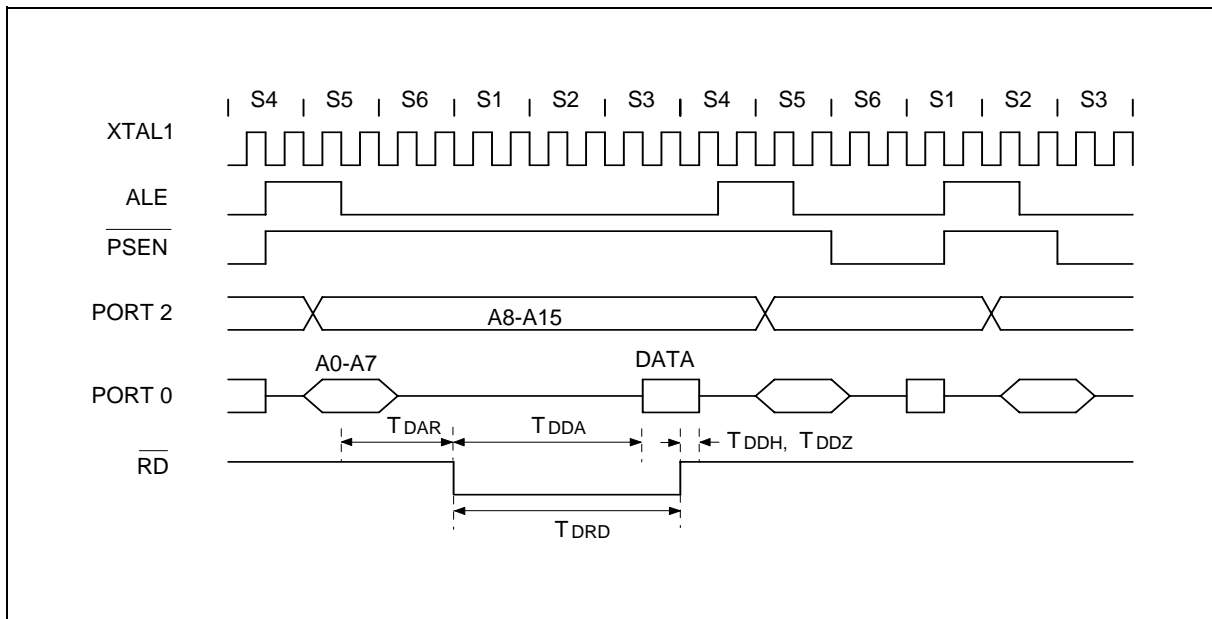 S4 S5 S6 S1 S2 S3 S4 S5 S6 S1 S2 S3
XTAL1
ALE
PSEN
PORT 2
A8-A15
A0-A7 DATA
PORT 0
TDAR TDDA TDDH, TDDZ
RD
TDRD